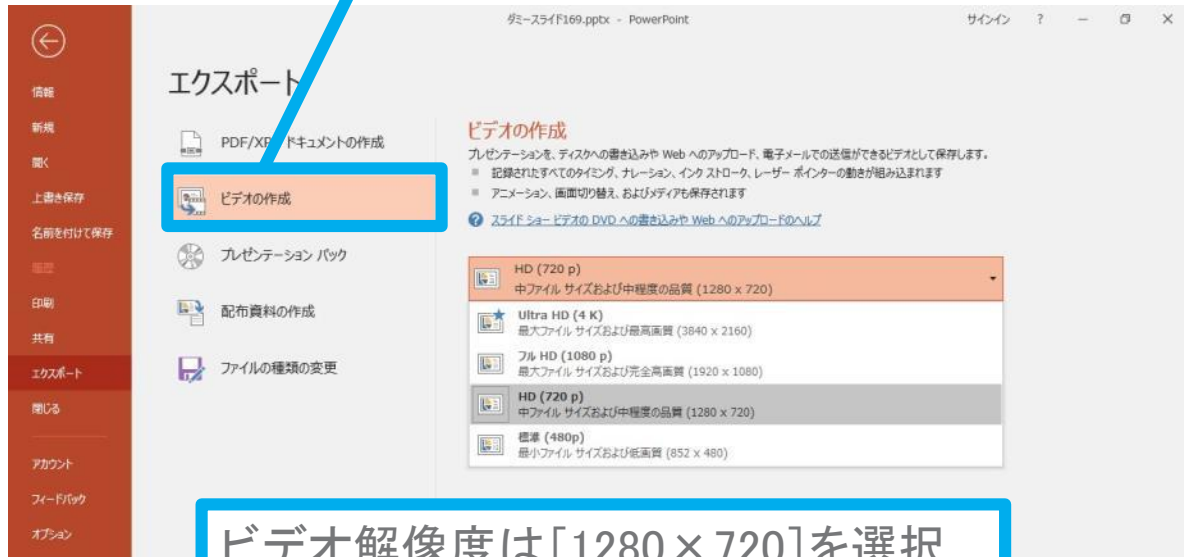 ダミースライド169.pptx - PowerPoint
サインイン
?
情報
新規
開く
上書き保存
名前を付けて保存
履歴
印刷
共有
エクスポート
閉じる
アカウント
フィードバック
オプション
エクスポート
PDF/XPS ドキュメントの作成
ビデオの作成
プレゼンテーション パック
配布資料の作成
ファイルの種類の変更
ビデオの作成
プレゼンテーションを、ディスクへの書き込みや Web へのアップロード、電子メールでの送信ができるビデオとして保存します。
記録されたすべてのタイミング、ナレーション、インク ストローク、レーザー ポインターの動きが組み込まれます
アニメーション、画面切り替え、およびメディアも保存されます
スライド ショー ビデオの DVD への書き込みや Web へのアップロードのヘルプ
HD (720 p)
中ファイル サイズおよび中程度の品質 (1280 x 720)
Ultra HD (4 K)
最大ファイル サイズおよび最高画質 (3840 x 2160)
フル HD (1080 p)
最大ファイル サイズおよび完全高画質 (1920 x 1080)
HD (720 p)
中ファイル サイズおよび中程度の品質 (1280 x 720)
標準 (480p)
最小ファイル サイズおよび低画質 (852 x 480)
ビデオ解像度は[1280×720]を選択